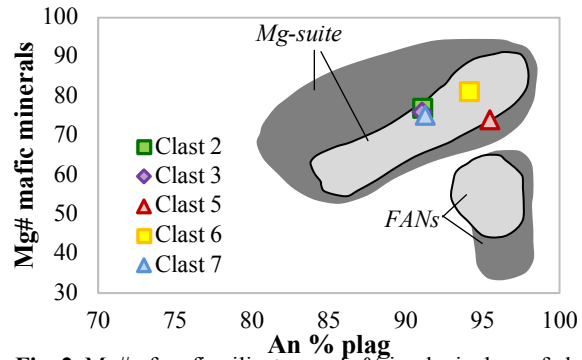 100
90
80
70
60
50
40
30
Mg# mafic minerals
Mg-suite
Clast 2
Clast 3
Clast 5
Clast 6
Clast 7
FANs
70 75 80 85 90 95 100
An % plag